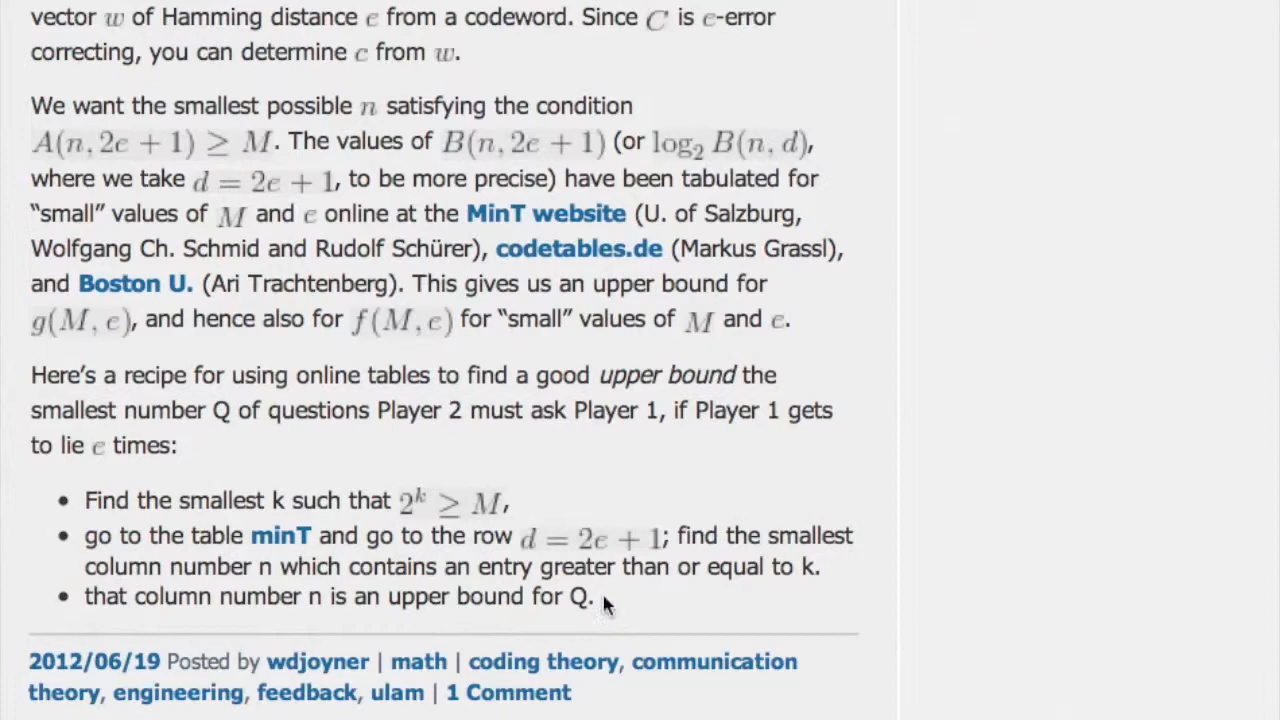 vector w of Hamming distance e from a codeword. Since C is e-error
correcting, you can determine c from w.
We want the smallest possible n satisfying the condition
A(n, 2e + 1) ≥ M. The values of B(n, 2e + 1) (or log₂ B(n, d),
where we take d = 2e + 1, to be more precise) have been tabulated for
“small” values of M and e online at the MinT website (U. of Salzburg,
Wolfgang Ch. Schmid and Rudolf Schürer), codetables.de (Markus Grassl),
and Boston U. (Ari Trachtenberg). This gives us an upper bound for
g(M, e), and hence also for f(M, e) for “small” values of M and e.
Here’s a recipe for using online tables to find a good upper bound the
smallest number Q of questions Player 2 must ask Player 1, if Player 1 gets
to lie e times:
• Find the smallest k such that 2ᵏ ≥ M,
• go to the table minT and go to the row d = 2e + 1; find the smallest
column number n which contains an entry greater than or equal to k.
• that column number n is an upper bound for Q.
2012/06/19 Posted by wdjoyner | math | coding theory, communication
theory, engineering, feedback, ulam | 1 Comment